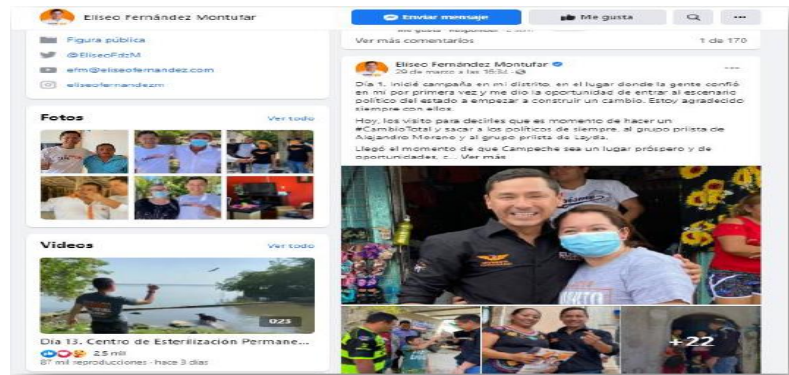 Eliseo Fernández Montufar
Enviar mensaje
Me gusta
Figura pública
@EliseoFdzM
efm@eliseofernandez.com
eliseofernandezm
Fotos
Ver todo
Videos
Ver todo
0:23
Día 13. Centro de Esterilización Permane...
2.5 mil
87 mil reproducciones · hace 3 días
Me gusta · Responder
Ver más comentarios
1 de 170
Eliseo Fernández Montufar
29 de marzo a las 16:34
Día 1. Inicié campaña en mi distrito, en el lugar donde la gente confió
en mí por primera vez y me dio la oportunidad de entrar al escenario
político del estado a empezar a construir un cambio. Estoy agradecido
siempre con ellos.
Hoy, los visito para decirles que es momento de hacer un
#CambioTotal y sacar a los políticos de siempre, al grupo priista de
Alejandro Moreno y al grupo priista de Layda.
Llegó el momento de que Campeche sea un lugar próspero y de
oportunidades, c... Ver más
+22